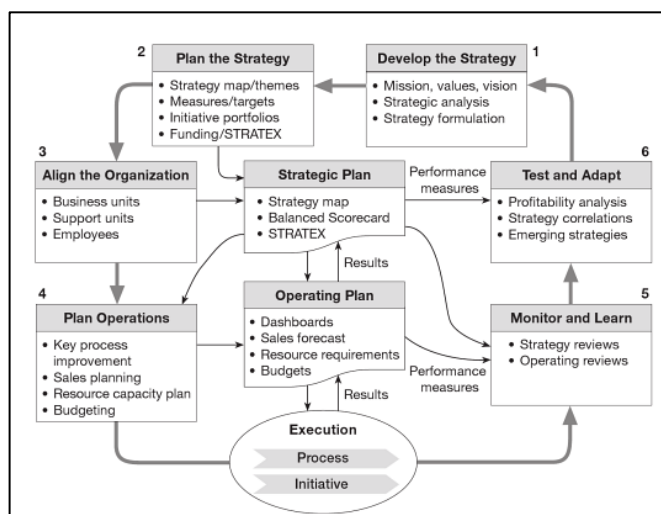 2
Plan the Strategy
• Strategy map/themes
• Measures/targets
• Initiative portfolios
• Funding/STRATEX
1
Develop the Strategy
• Mission, values, vision
• Strategic analysis
• Strategy formulation
3
Align the Organization
• Business units
• Support units
• Employees
Strategic Plan
• Strategy map
• Balanced Scorecard
• STRATEX
Performance
measures
6
Test and Adapt
• Profitability analysis
• Strategy correlations
• Emerging strategies
Results
4
Plan Operations
• Key process
improvement
• Sales planning
• Resource capacity plan
• Budgeting
Operating Plan
• Dashboards
• Sales forecast
• Resource requirements
• Budgets
Performance
measures
5
Monitor and Learn
• Strategy reviews
• Operating reviews
Results
Execution
Process
Initiative